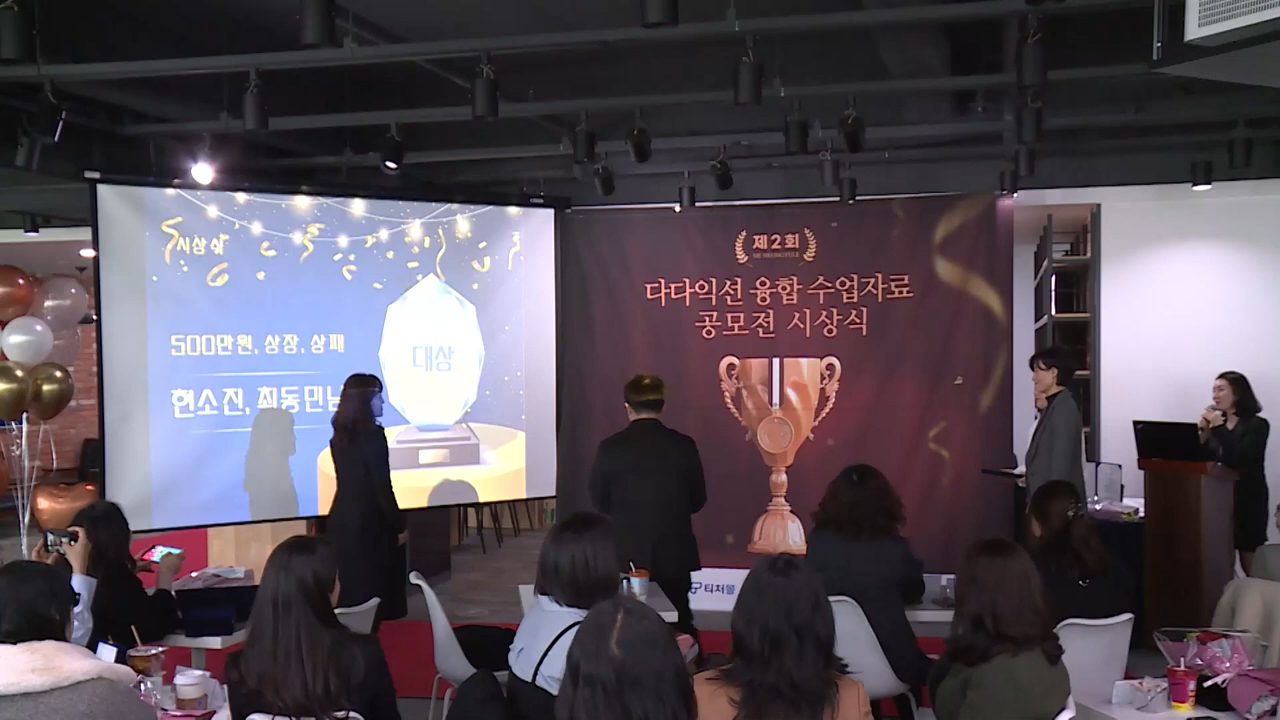 시상식
500만원, 상장, 상패
대상
현소진, 최동민님
제2회
다다익선 융합 수업자료
공모전 시상식
티처몰